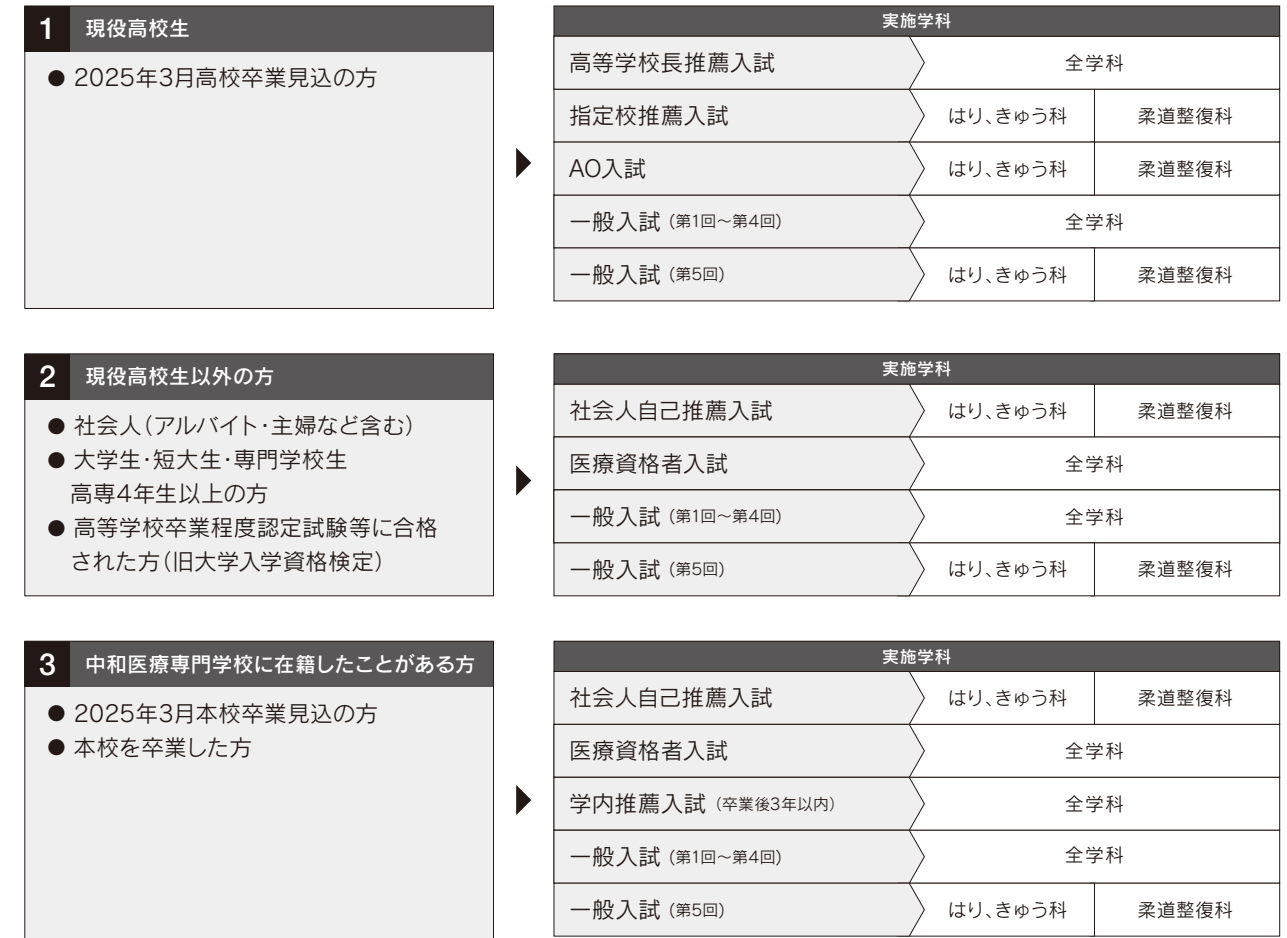 1 現役高校生
● 2025年3月高校卒業見込の方
実施学科
高等学校長推薦入試 全学科
指定校推薦入試 はり、きゅう科 柔道整復科
AO入試 はり、きゅう科 柔道整復科
一般入試（第1回～第4回） 全学科
一般入試（第5回） はり、きゅう科 柔道整復科
2 現役高校生以外の方
● 社会人（アルバイト・主婦など含む）
● 大学生・短大生・専門学校生
高専4年生以上の方
● 高等学校卒業程度認定試験等に合格
された方（旧大学入学資格検定）
実施学科
社会人自己推薦入試 はり、きゅう科 柔道整復科
医療資格者入試 全学科
一般入試（第1回～第4回） 全学科
一般入試（第5回） はり、きゅう科 柔道整復科
3 中和医療専門学校に在籍したことがある方
● 2025年3月本校卒業見込の方
● 本校を卒業した方
実施学科
社会人自己推薦入試 はり、きゅう科 柔道整復科
医療資格者入試 全学科
学内推薦入試（卒業後3年以内） 全学科
一般入試（第1回～第4回） 全学科
一般入試（第5回） はり、きゅう科 柔道整復科